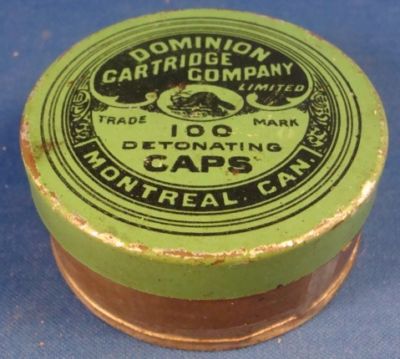 DOMINION
CARTRIDGE COMPANY
LIMITED
TRADE MARK
100
DETONATING
CAPS
MONTREAL, CAN.